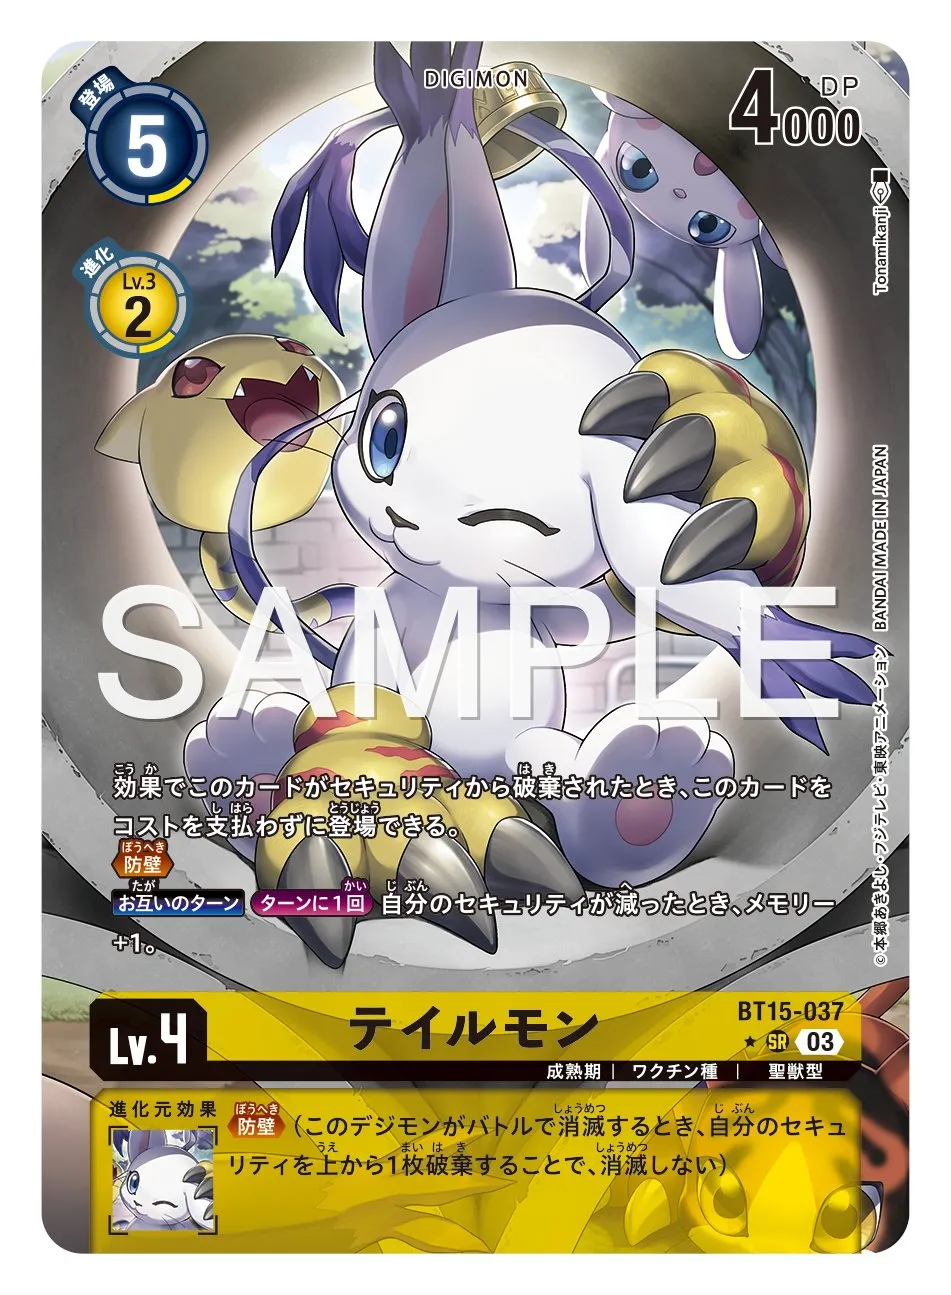 登場
5
DIGIMON
DP
4000
進化
Lv.3
2
Tonamikanji
BANDAI MADE IN JAPAN
©本郷あきよし・フジテレビ・東映アニメーション
SAMPLE
効果でこのカードがセキュリティから破棄されたとき、このカードを
コストを支払わずに登場できる。
防壁
お互いのターン ターンに1回 自分のセキュリティが減ったとき、メモリー
+1。
Lv.4
テイルモン
BT15-037
★ SR 03
成熟期 | ワクチン種 | 聖獣型
進化元効果
防壁 (このデジモンがバトルで消滅するとき、自分のセキュ
リティを上から1枚破棄することで、消滅しない)